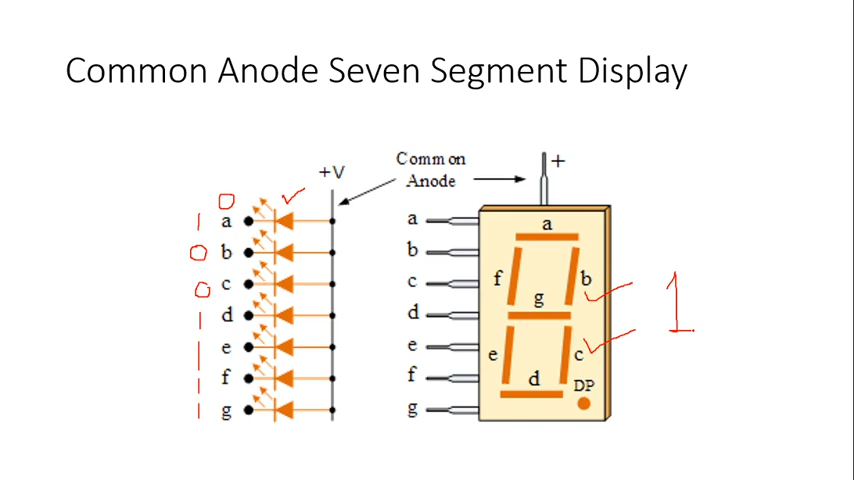 Common Anode Seven Segment Display
+V
Common
Anode
+
0
1 a
0 b
0 c
1 d
1 e
1 f
1 g
a
b
c
d
e
f
g
a
f
b
g
e
c
d
DP
1